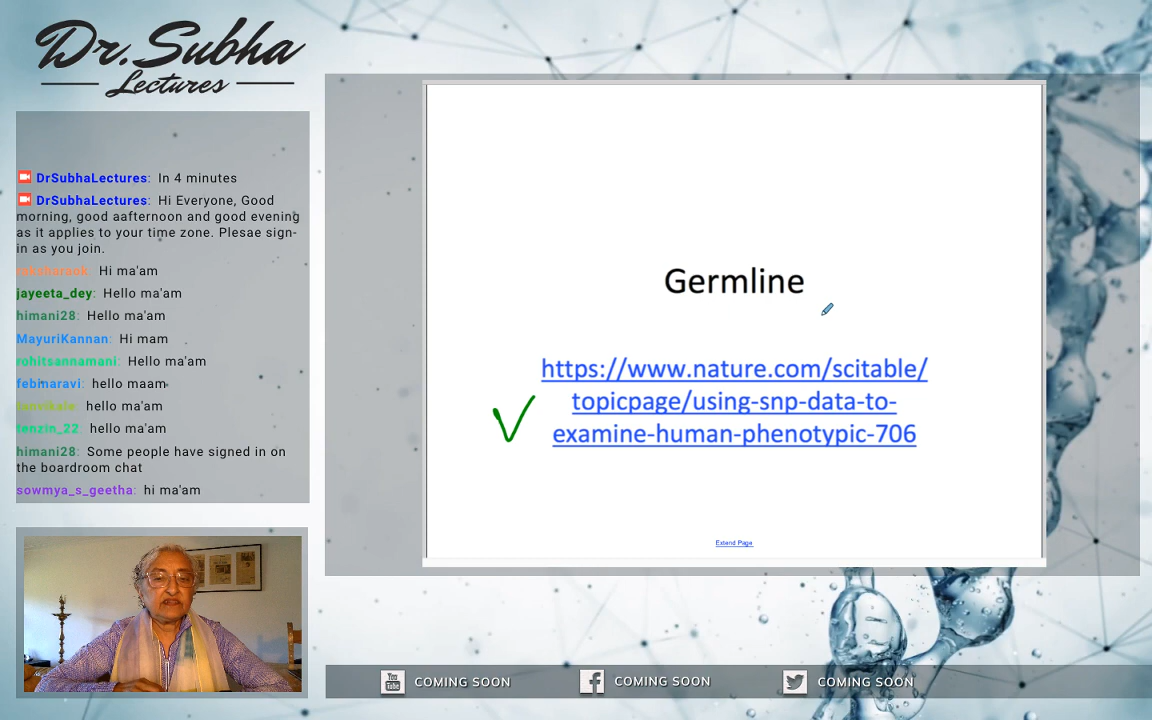 Dr. Subha
Lectures
DrSubhaLectures: In 4 minutes
DrSubhaLectures: Hi Everyone, Good
morning, good aafternoon and good evening
as it applies to your time zone. Plesae sign-
in as you join.
Hi ma'am
jayeeta_dey: Hello ma'am
himani28: Hello ma'am
MayuriKannan: Hi mam
rohitsannamani: Hello ma'am
febinaravi: hello maam
hello ma'am
tenzin_22: hello ma'am
himani28: Some people have signed in on
the boardroom chat
sowmya_s_geetha: hi ma'am
Germline
https://www.nature.com/scitable/
topicpage/using-snp-data-to-
examine-human-phenotypic-706
Extend Page
You Tube COMING SOON
COMING SOON
COMING SOON